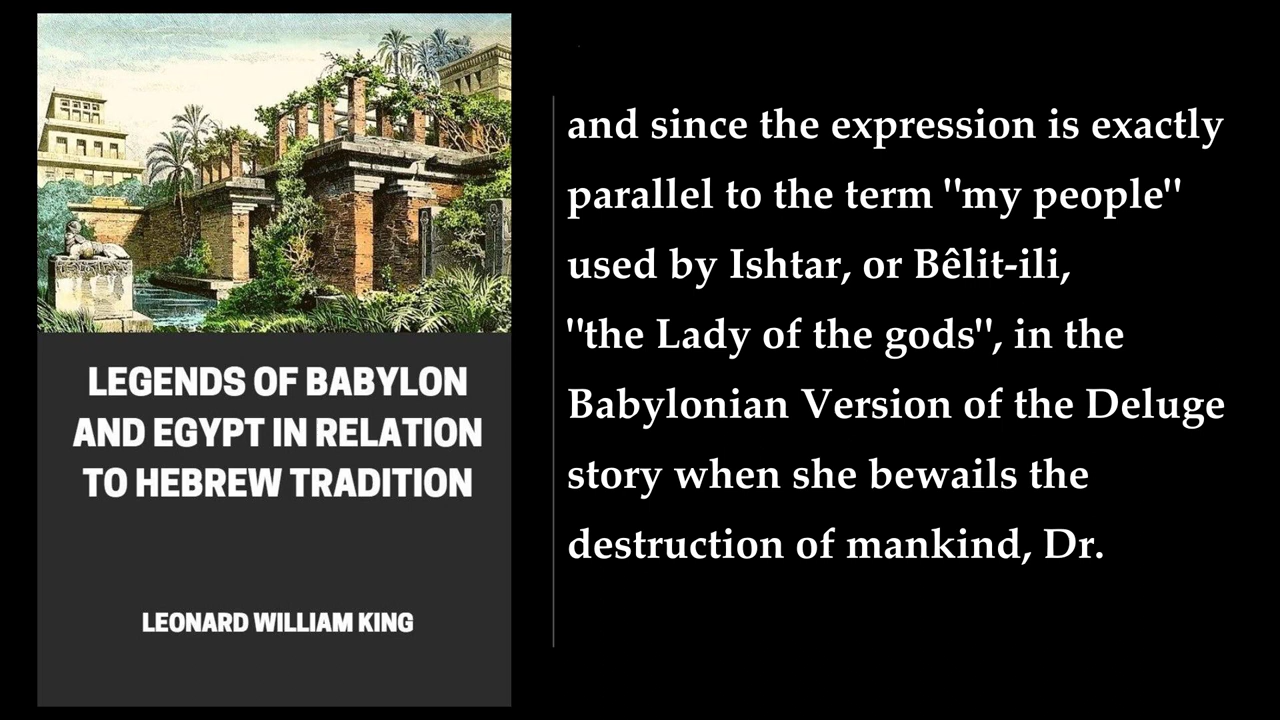 LEGENDS OF BABYLON
AND EGYPT IN RELATION
TO HEBREW TRADITION
LEONARD WILLIAM KING
and since the expression is exactly
parallel to the term "my people"
used by Ishtar, or Bêlit-ili,
"the Lady of the gods", in the
Babylonian Version of the Deluge
story when she bewails the
destruction of mankind, Dr.